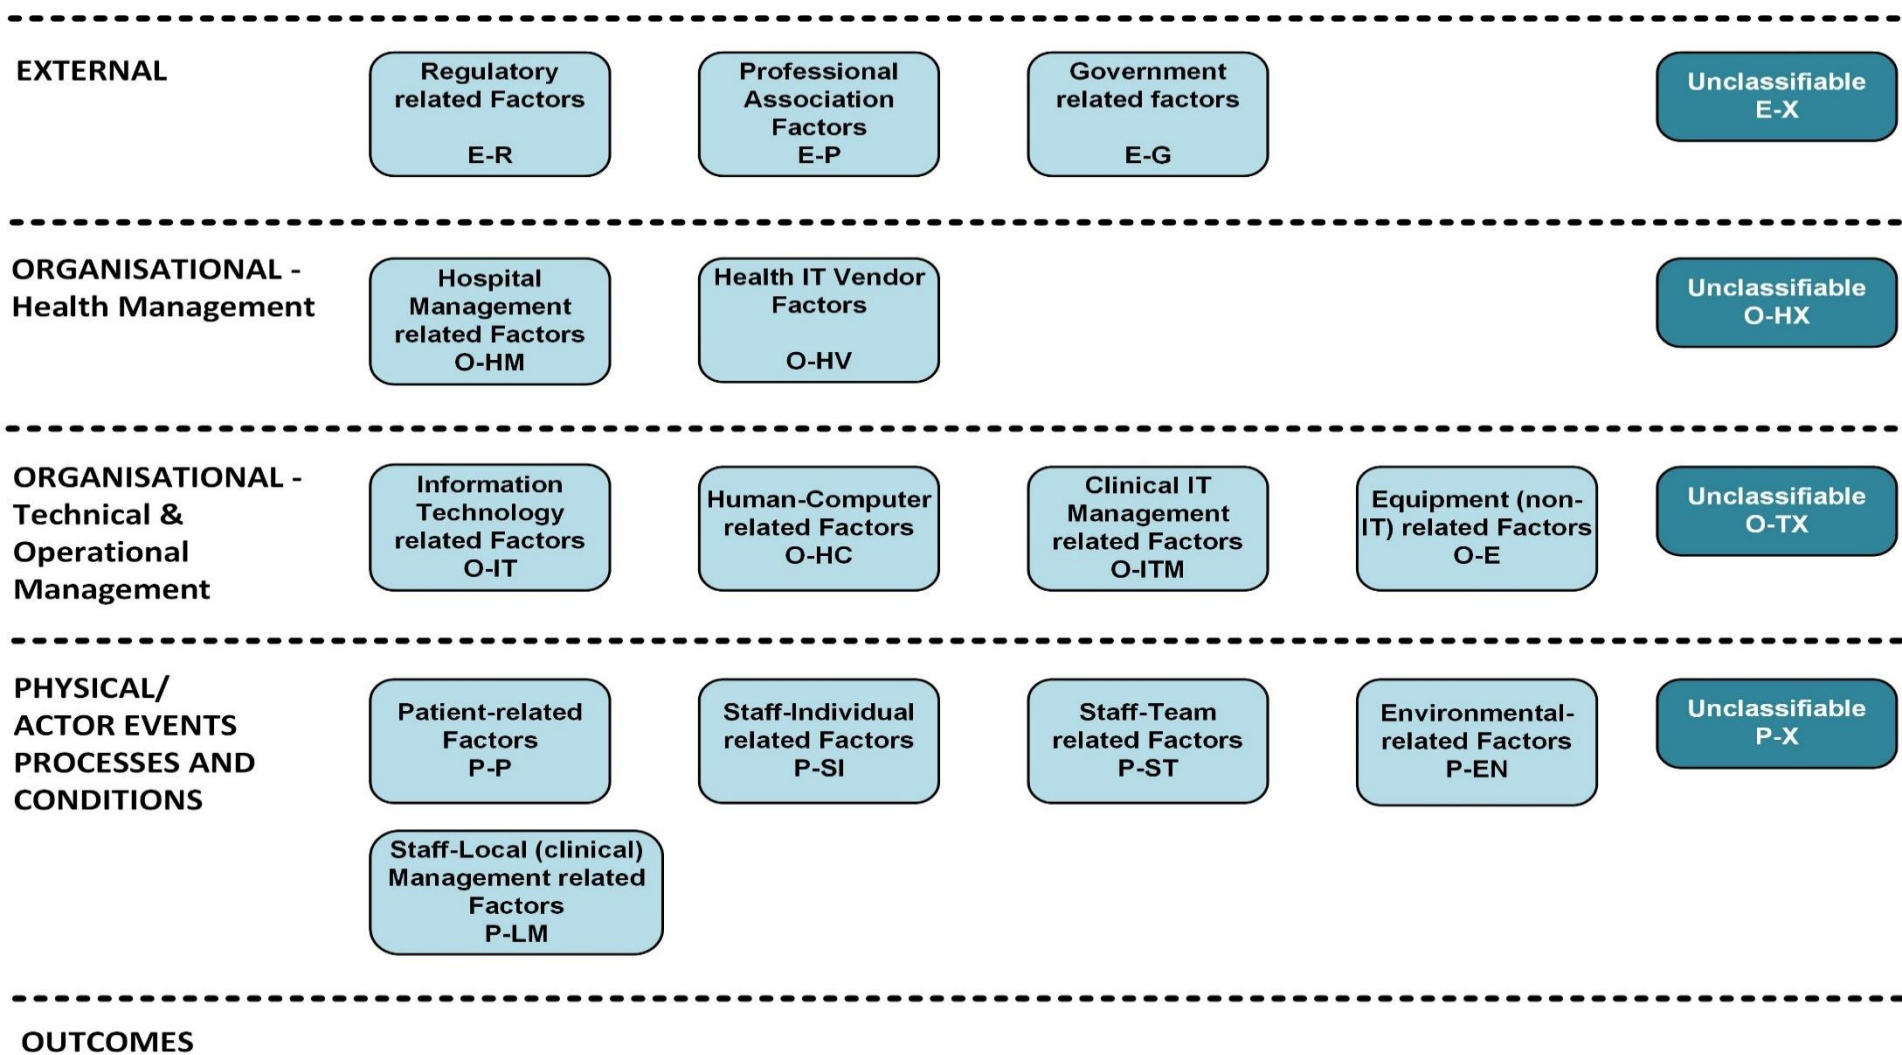 EXTERNAL
Regulatory
related Factors
E-R
Professional
Association
Factors
E-P
Government
related factors
E-G
Unclassifiable
E-X
ORGANISATIONAL -
Health Management
Hospital
Management
related Factors
O-HM
Health IT Vendor
Factors
O-HV
Unclassifiable
O-HX
ORGANISATIONAL -
Technical &
Operational
Management
Information
Technology
related Factors
O-IT
Human-Computer
related Factors
O-HC
Clinical IT
Management
related Factors
O-ITM
Equipment (non-
IT) related Factors
O-E
Unclassifiable
O-TX
PHYSICAL/
ACTOR EVENTS
PROCESSES AND
CONDITIONS
Patient-related
Factors
P-P
Staff-Individual
related Factors
P-SI
Staff-Team
related Factors
P-ST
Environmental-
related Factors
P-EN
Unclassifiable
P-X
Staff-Local (clinical)
Management related
Factors
P-LM
OUTCOMES